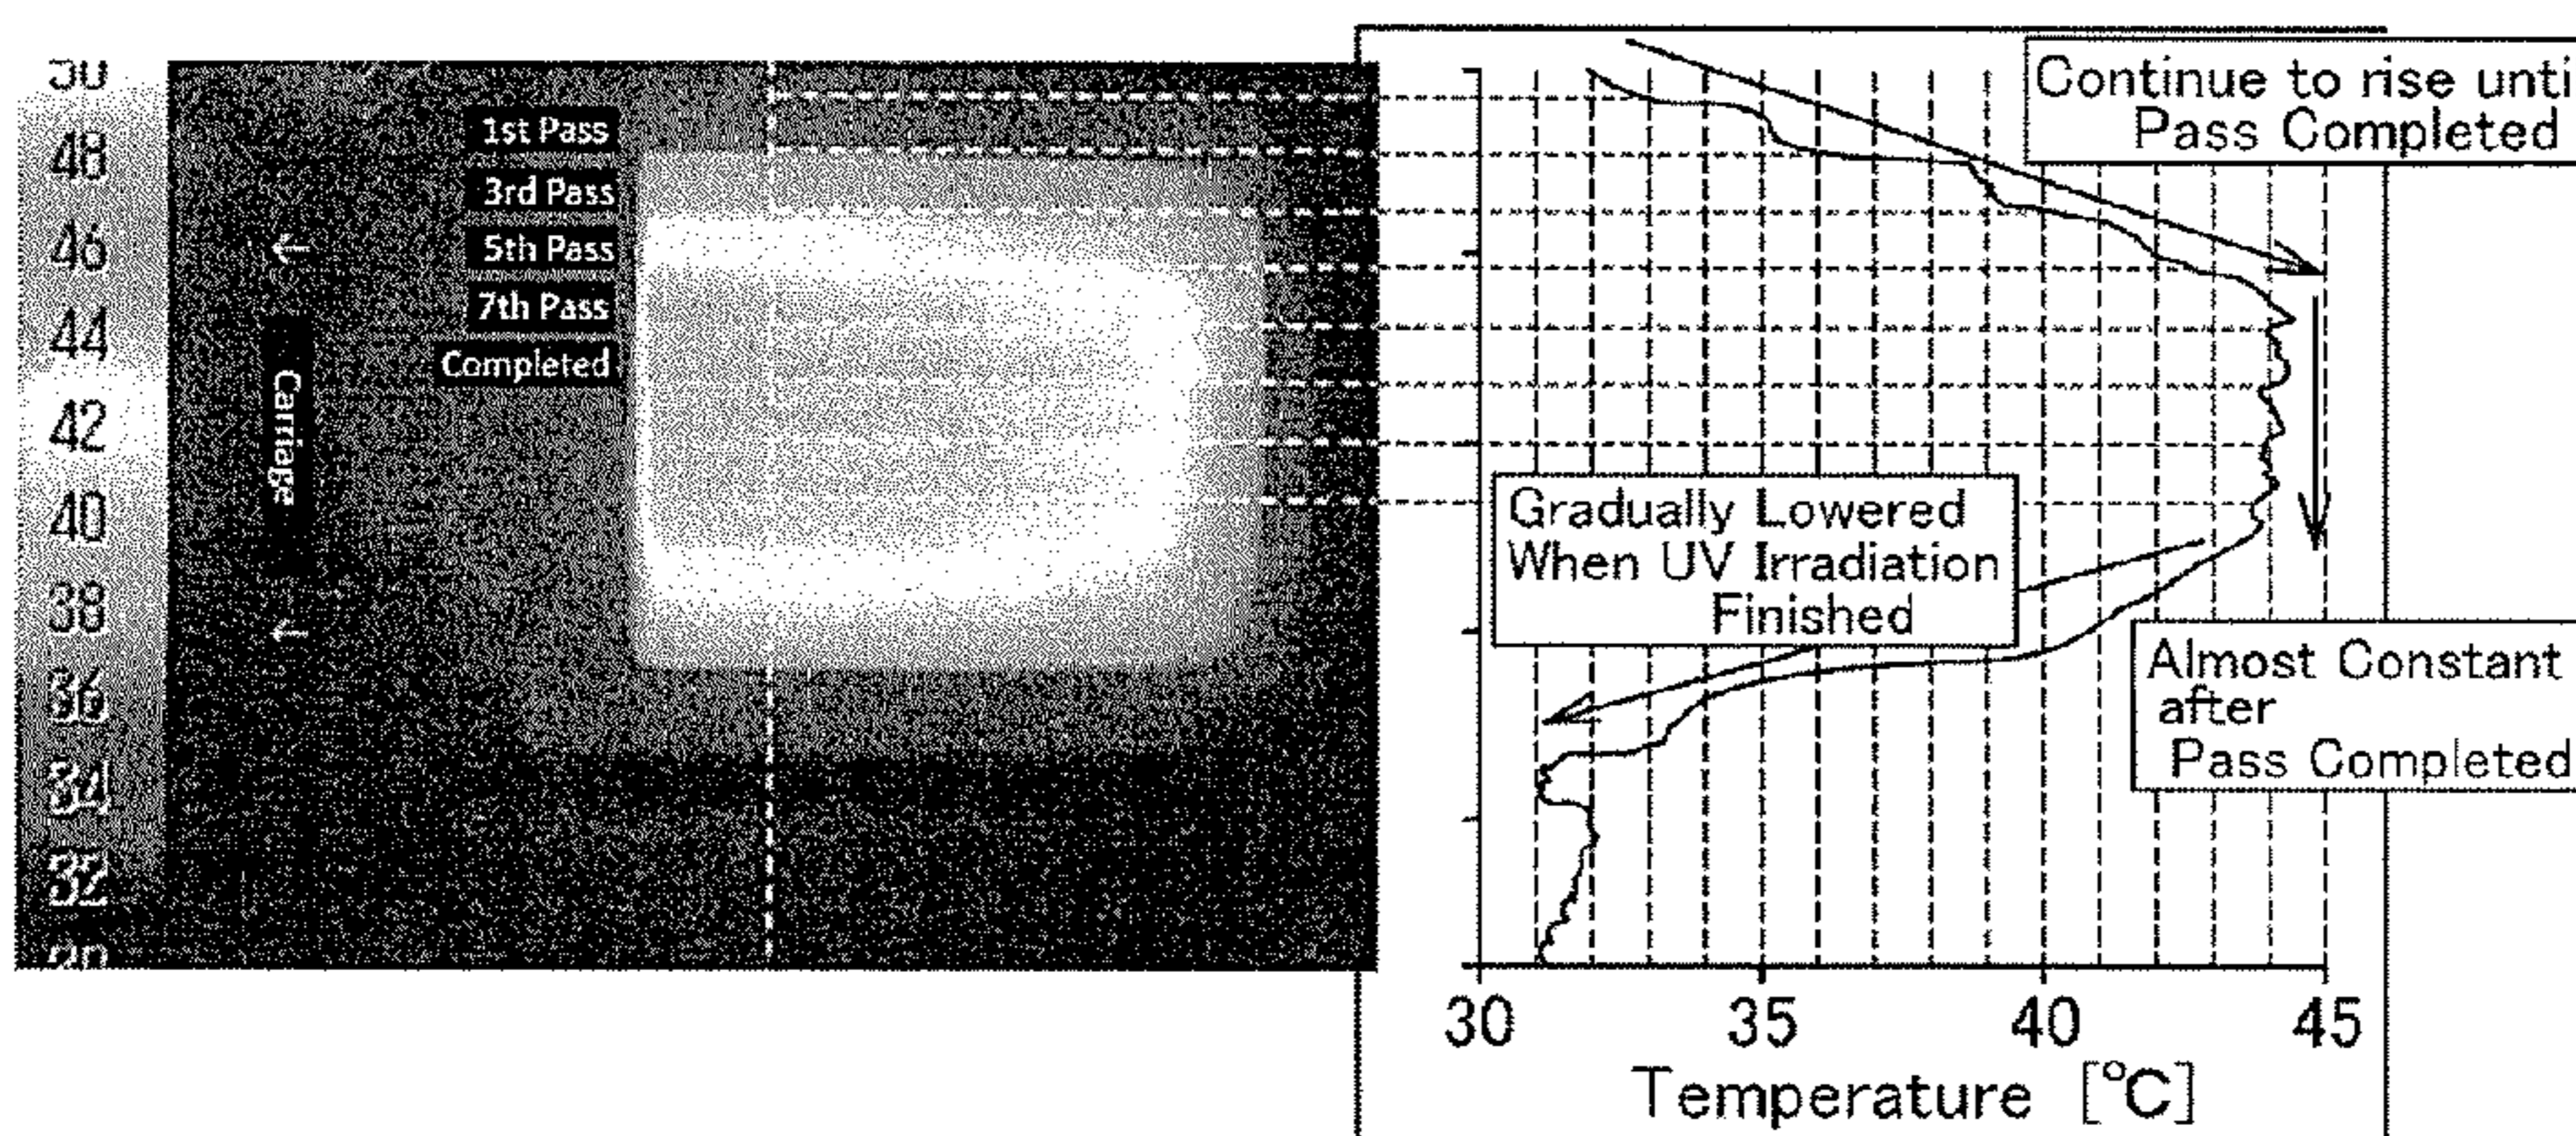 50
48
46
44
42
40
38
36
34
32
30
Carriage
1st Pass
3rd Pass
5th Pass
7th Pass
Completed
Continue to rise unti
Pass Completed
Gradually Lowered
When UV Irradiation
Finished
Almost Constant
after
Pass Completed
30 35 40 45
Temperature [°C]